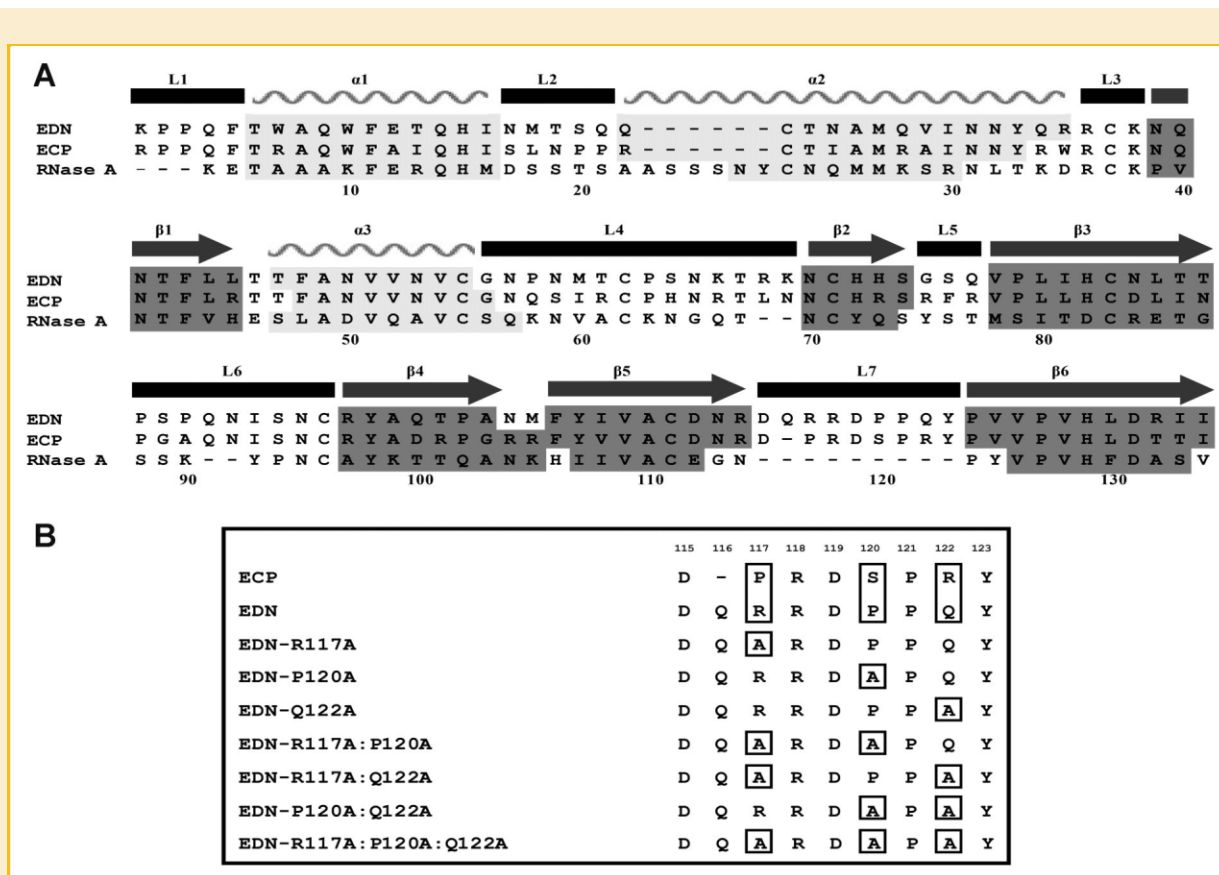 A
L1 α1 L2 α2 L3
EDN K P P Q F T W A Q W F E T Q H I N M T S Q Q - - - - - - C T N A M Q V I N N Y Q R R C K N Q
ECP R P P Q F T R A Q W F A I Q H I S L N P P R - - - - - - C T I A M R A I N N Y R W R C K N Q
RNase A - - - K E T A A A K F E R Q H M D S S T S A A S S S N Y C N Q M M K S R N L T K D R C K P V
10 20 30 40
β1 α3 L4 β2 L5 β3
EDN N T F L L T T F A N V V N V C G N P N M T C P S N K T R K N C H H S G S Q V P L I H C N L T T
ECP N T F L R T T F A N V V N V C G N Q S I R C P H N R T L N N C H R S R F R V P L L H C D L I N
RNase A N T F V H E S L A D V Q A V C S Q K N V A C K N G Q T - - N C Y Q S Y S T M S I T D C R E T G
50 60 70 80
L6 β4 β5 L7 β6
EDN P S P Q N I S N C R Y A Q T P A N M F Y I V A C D N R D Q R R D P P Q Y P V V P V H L D R I I
ECP P G A Q N I S N C R Y A D R P G R R F Y V V A C D N R D - P R D S P R Y P V V P V H L D T T I
RNase A S S K - - Y P N C A Y K T T Q A N K H I I V A C E G N - - - - - - - - - P Y V P V H F D A S V
90 100 110 120 130
B
115 116 117 118 119 120 121 122 123
ECP D - P R D S P R Y
EDN D Q R R D P P Q Y
EDN-R117A D Q A R D P P Q Y
EDN-P120A D Q R R D A P Q Y
EDN-Q122A D Q R R D P P A Y
EDN-R117A:P120A D Q A R D A P Q Y
EDN-R117A:Q122A D Q A R D P P A Y
EDN-P120A:Q122A D Q R R D A P A Y
EDN-R117A:P120A:Q122A D Q A R D A P A Y